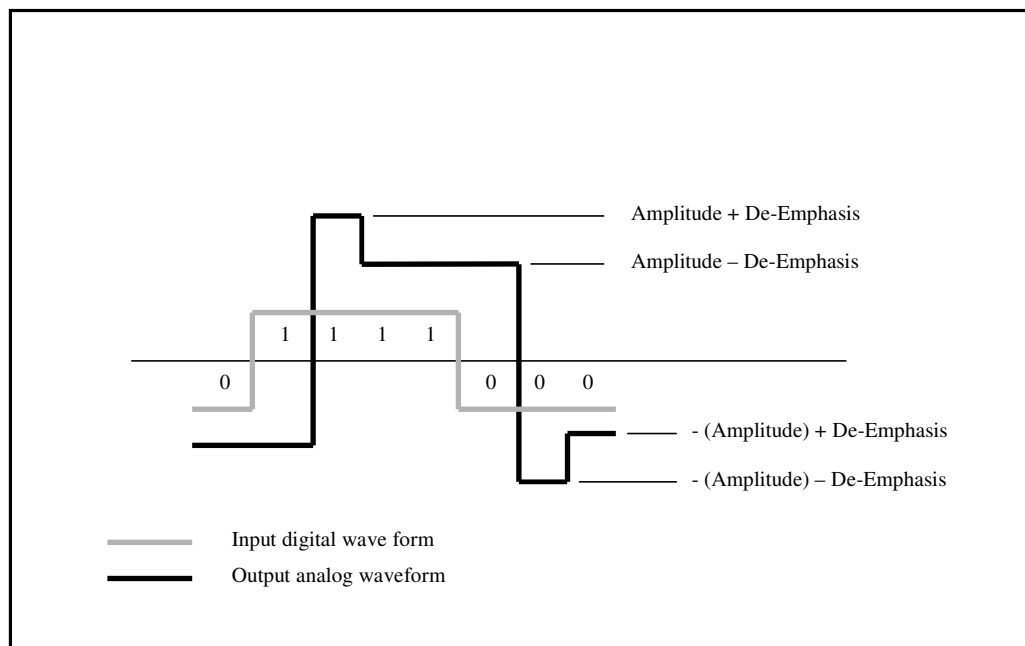 Amplitude + De-Emphasis
Amplitude – De-Emphasis
1 1 1 1
0 0 0 0
- (Amplitude) + De-Emphasis
- (Amplitude) – De-Emphasis
Input digital wave form
Output analog waveform